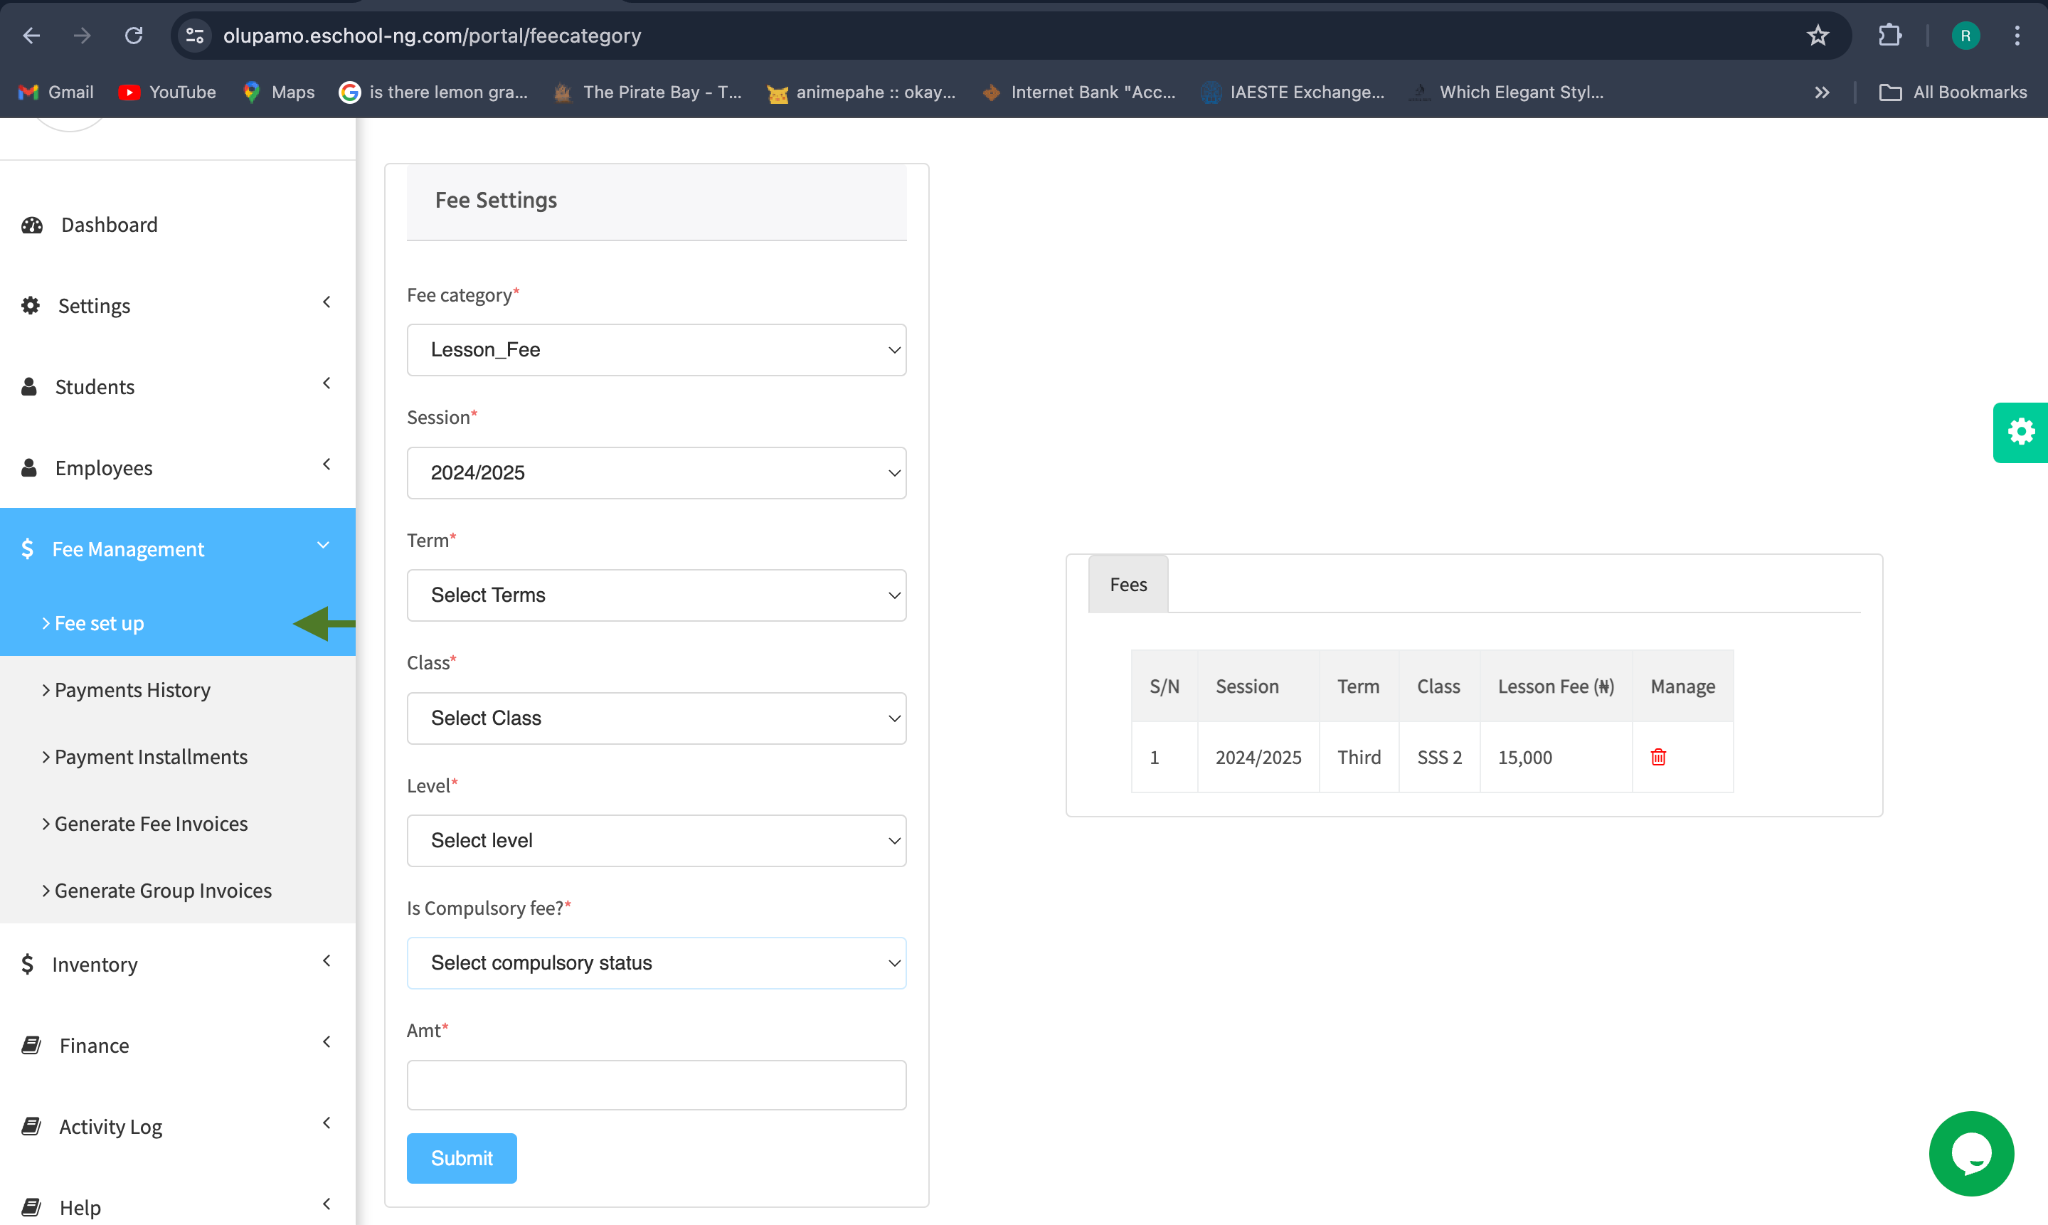 olupamo.eschool-ng.com/portal/feecategory
R
Gmail
YouTube
Maps
is there lemon gra...
The Pirate Bay - T...
animepahe :: okay...
Internet Bank "Acc...
IAESTE Exchange...
Which Elegant Styl...
All Bookmarks
Dashboard
Settings
Students
Employees
Fee Management
Fee set up
Payments History
Payment Installments
Generate Fee Invoices
Generate Group Invoices
Inventory
Finance
Activity Log
Help
Fee Settings
Fee category*
Lesson_Fee
Session*
2024/2025
Term*
Select Terms
Class*
Select Class
Level*
Select level
Is Compulsory fee?*
Select compulsory status
Amt*
Submit
Fees
S/N Session Term Class Lesson Fee (₦) Manage
1 2024/2025 Third SSS 2 15,000